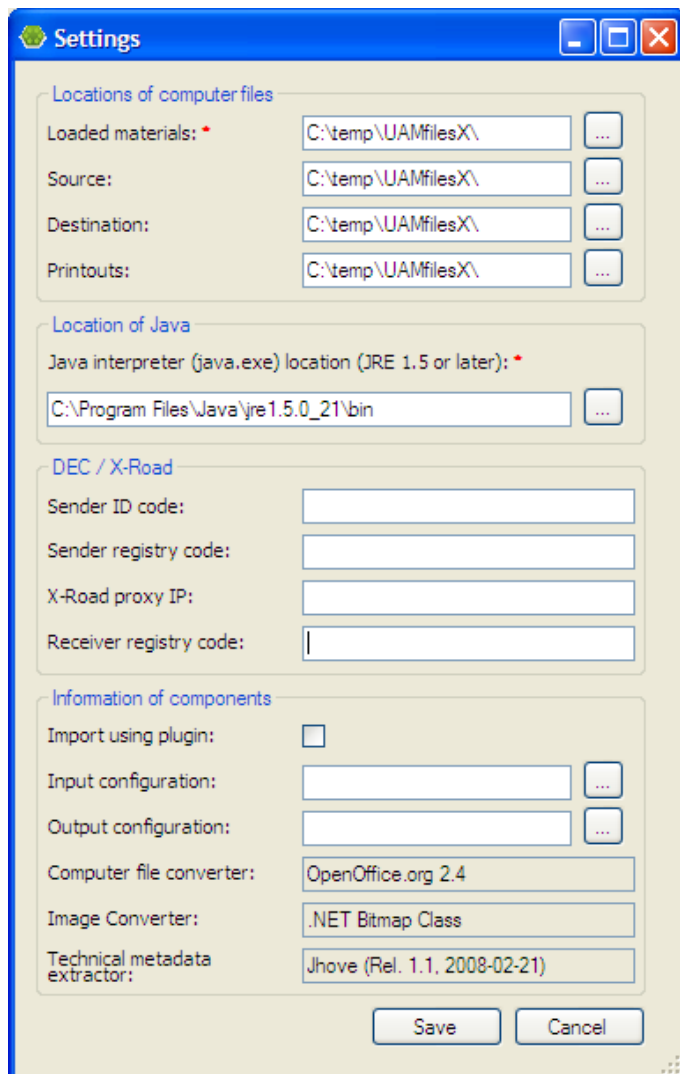 Settings
Locations of computer files
Loaded materials: *
C:\temp\UAMfilesX\
...
Source:
C:\temp\UAMfilesX\
...
Destination:
C:\temp\UAMfilesX\
...
Printouts:
C:\temp\UAMfilesX\
...
Location of Java
Java interpreter (java.exe) location (JRE 1.5 or later): *
C:\Program Files\Java\jre1.5.0_21\bin
...
DEC / X-Road
Sender ID code:
Sender registry code:
X-Road proxy IP:
Receiver registry code:
Information of components
Import using plugin:
Input configuration:
...
Output configuration:
...
Computer file converter:
OpenOffice.org 2.4
Image Converter:
.NET Bitmap Class
Technical metadata
extractor:
Jhove (Rel. 1.1, 2008-02-21)
Save
Cancel